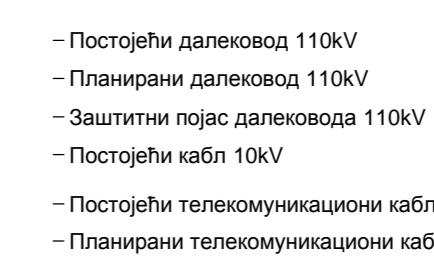 – Постојећи далековод 110kV
– Планирани далековод 110kV
– Заштитни појас далековода 110kV
– Постојећи кабл 10kV
– Постојећи телекомуникациони кабл
– Планирани телекомуникациони каб